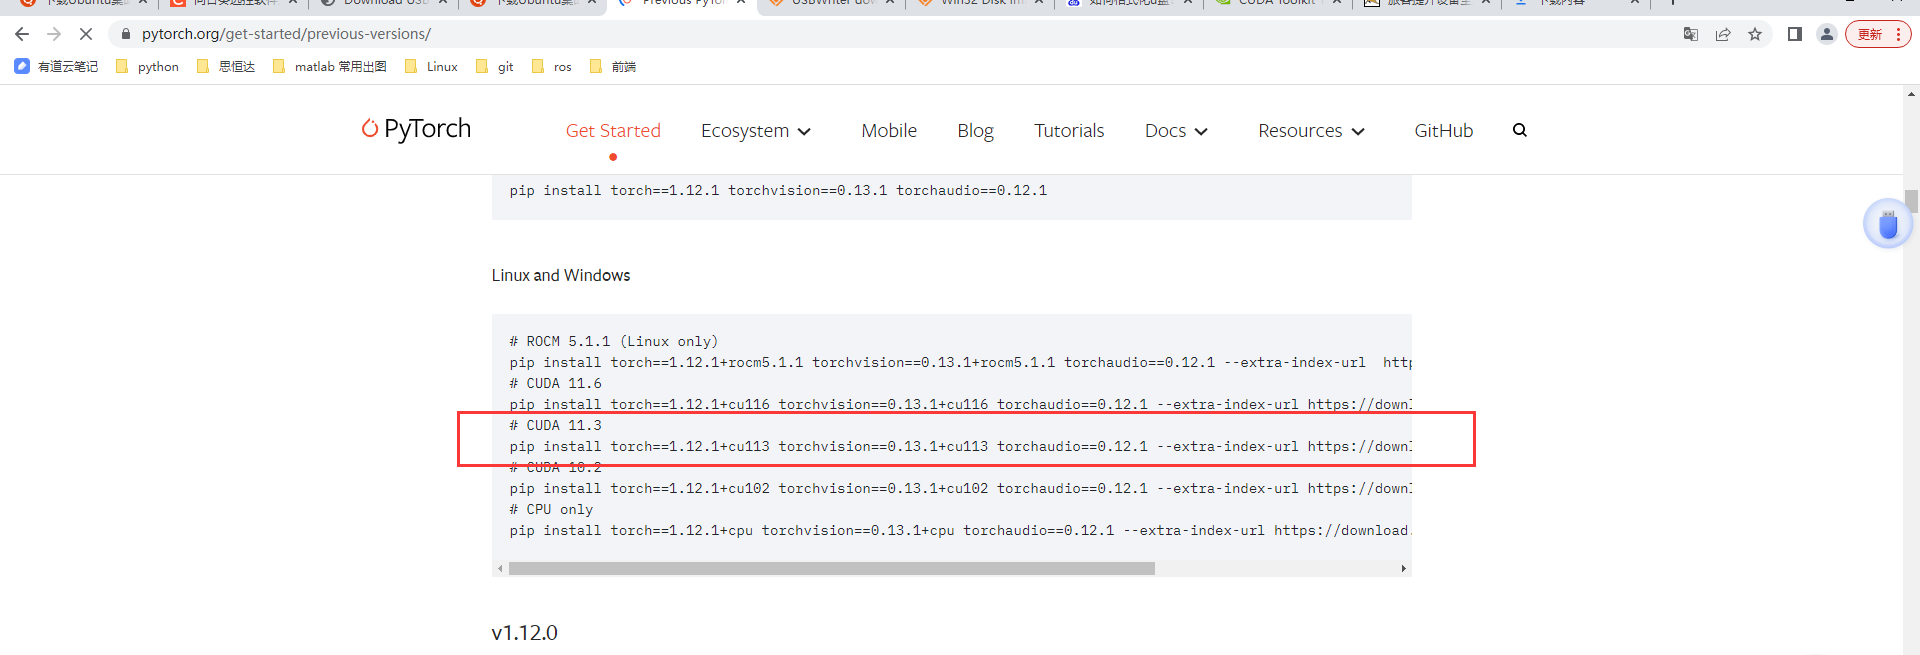 pytorch.org/get-started/previous-versions/
更新
有道云笔记 python 思恒达 matlab 常用出图 Linux git ros 前端
PyTorch
Get Started Ecosystem Mobile Blog Tutorials Docs Resources GitHub
pip install torch==1.12.1 torchvision==0.13.1 torchaudio==0.12.1
Linux and Windows
# ROCM 5.1.1 (Linux only)
pip install torch==1.12.1+rocm5.1.1 torchvision==0.13.1+rocm5.1.1 torchaudio==0.12.1 --extra-index-url http
# CUDA 11.6
pip install torch==1.12.1+cu116 torchvision==0.13.1+cu116 torchaudio==0.12.1 --extra-index-url https://downl
# CUDA 11.3
pip install torch==1.12.1+cu113 torchvision==0.13.1+cu113 torchaudio==0.12.1 --extra-index-url https://downl
# CUDA 10.2
pip install torch==1.12.1+cu102 torchvision==0.13.1+cu102 torchaudio==0.12.1 --extra-index-url https://downl
# CPU only
pip install torch==1.12.1+cpu torchvision==0.13.1+cpu torchaudio==0.12.1 --extra-index-url https://download.
v1.12.0